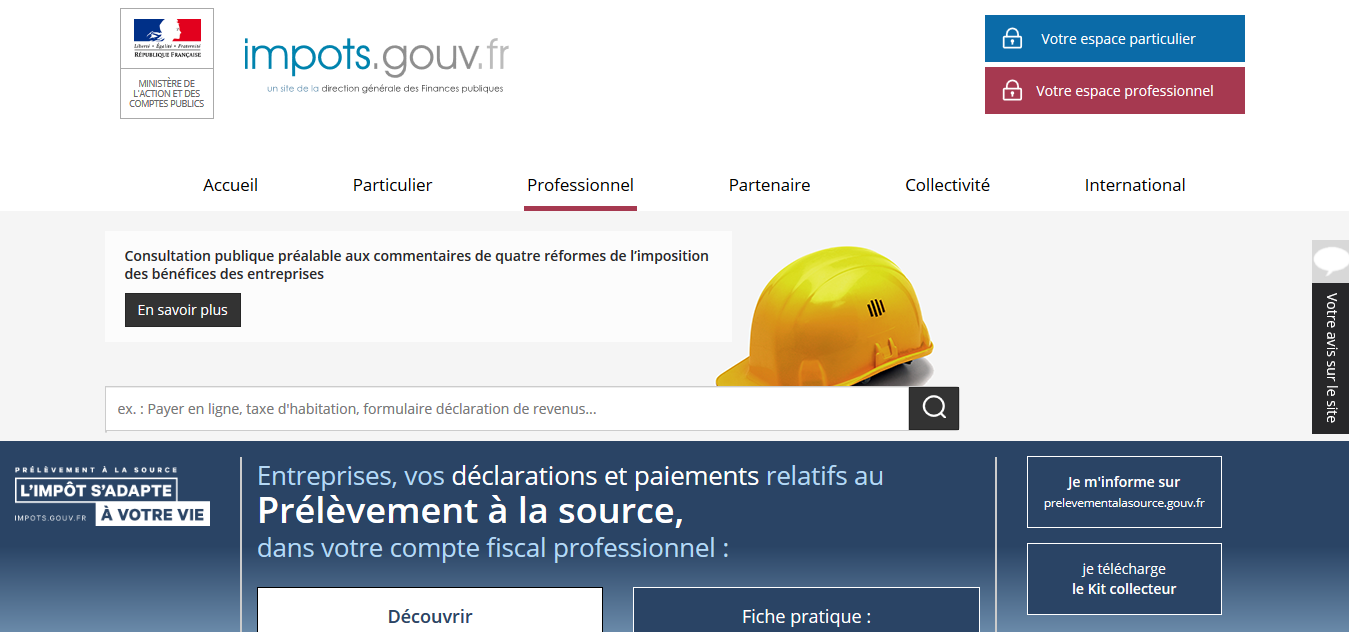 Liberté • Égalité • Fraternité
RÉPUBLIQUE FRANÇAISE
MINISTÈRE DE
L'ACTION ET DES
COMPTES PUBLICS
impots.gouv.fr
un site de la direction générale des Finances publiques
Votre espace particulier
Votre espace professionnel
Accueil
Particulier
Professionnel
Partenaire
Collectivité
International
Consultation publique préalable aux commentaires de quatre réformes de l’imposition
des bénéfices des entreprises
En savoir plus
Votre avis sur le site
ex. : Payer en ligne, taxe d'habitation, formulaire déclaration de revenus...
PRÉLÈVEMENT À LA SOURCE
L'IMPÔT S'ADAPTE
IMPOTS.GOUV.FR À VOTRE VIE
Entreprises, vos déclarations et paiements relatifs au
Prélèvement à la source,
dans votre compte fiscal professionnel :
Découvrir
Fiche pratique :
Je m'informe sur
prelevementalasource.gouv.fr
je télécharge
le Kit collecteur